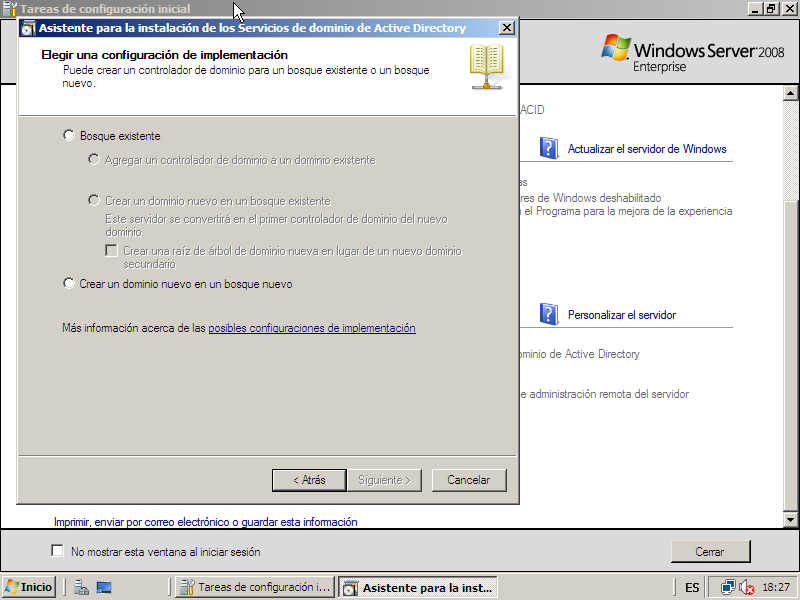 Tareas de configuración inicial
Asistente para la instalación de los Servicios de dominio de Active Directory
Elegir una configuración de implementación
Puede crear un controlador de dominio para un bosque existente o un bosque
nuevo.
Windows Server 2008
Enterprise
Bosque existente
Agregar un controlador de dominio a un dominio existente
Crear un dominio nuevo en un bosque existente
Este servidor se convertirá en el primer controlador de dominio del nuevo
dominio.
Crear una raíz de árbol de dominio nueva en lugar de un nuevo dominio
secundario
Crear un dominio nuevo en un bosque nuevo
Más información acerca de las posibles configuraciones de implementación
< Atrás
Siguiente >
Cancelar
ACID
Actualizar el servidor de Windows
as
res de Windows deshabilitado
el Programa para la mejora de la experiencia
Personalizar el servidor
ominio de Active Directory
e administración remota del servidor
Imprimir, enviar por correo electrónico o guardar esta información
No mostrar esta ventana al iniciar sesión
Cerrar
Inicio
Tareas de configuración i...
Asistente para la inst...
ES
18:27